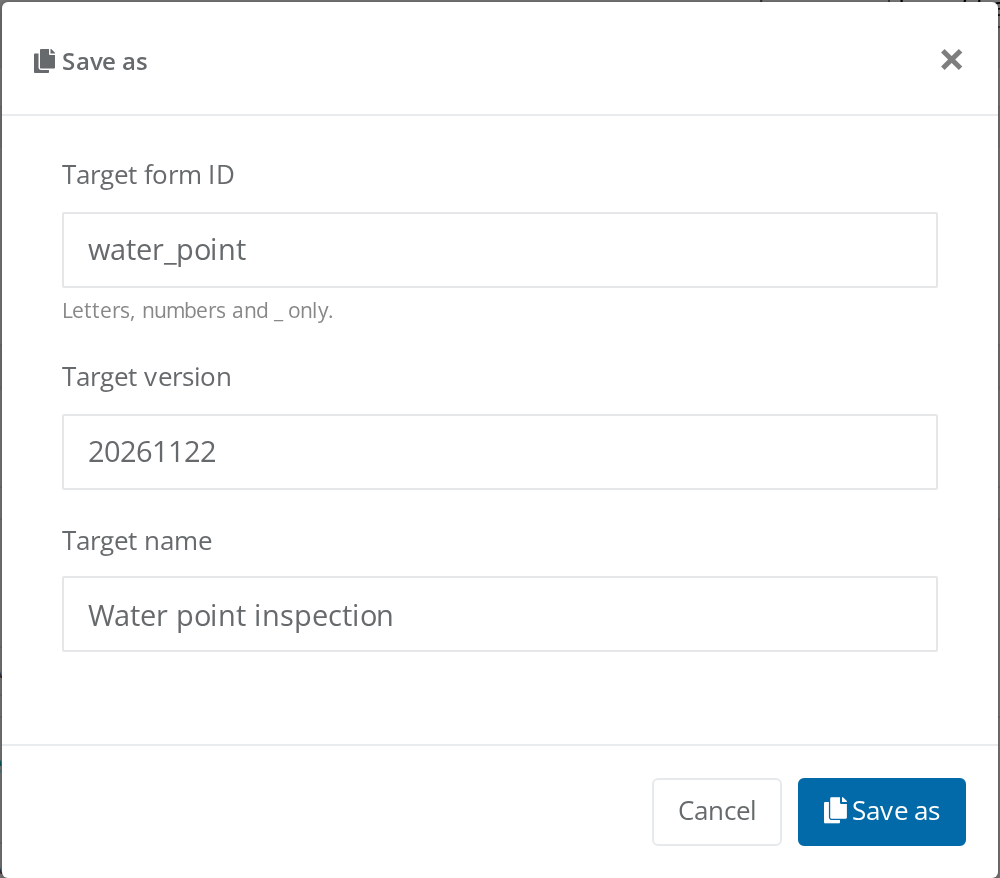 Save as
Target form ID
water_point
Letters, numbers and _ only.
Target version
20261122
Target name
Water point inspection
Cancel
Save as